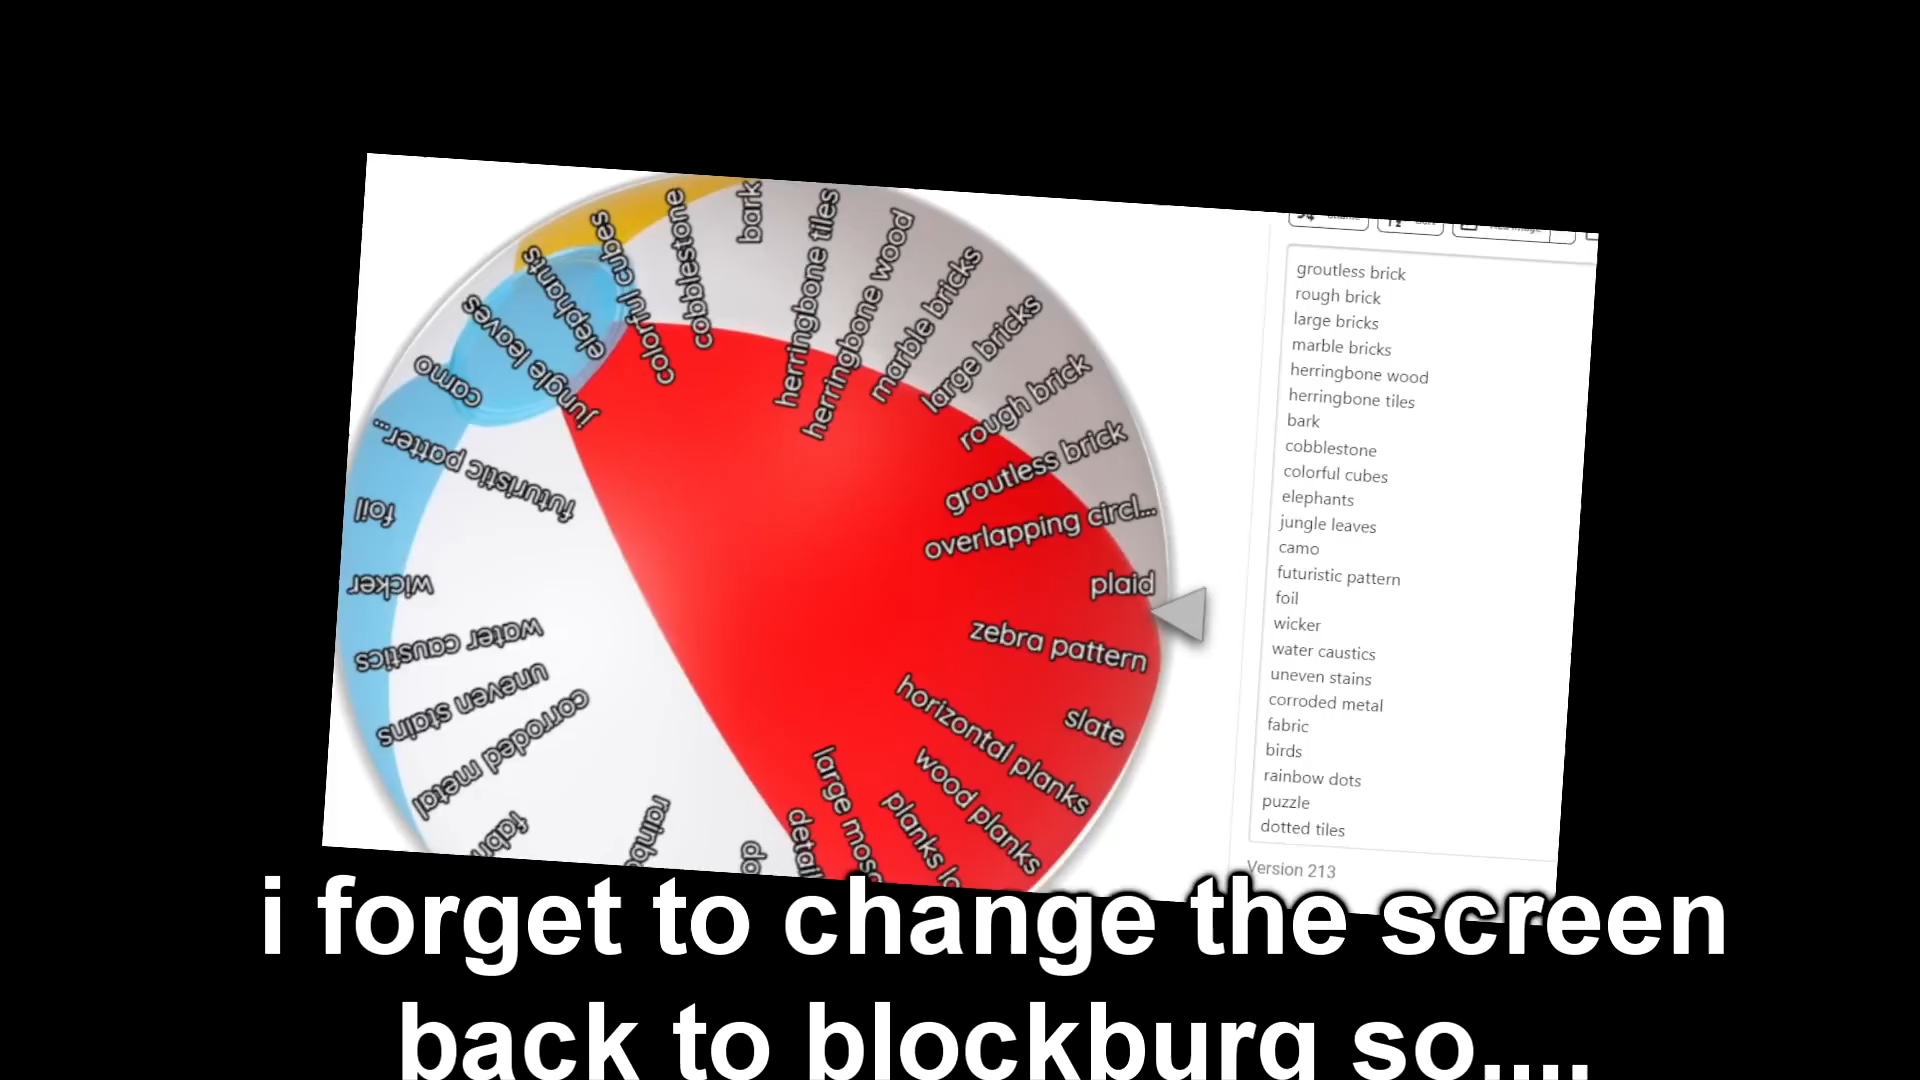 bark
cobblestone
colorful cubes
elephants
jungle leaves
camo
futuristic patter...
foil
wicker
water caustics
uneven stains
corroded metal
herringbone tiles
herringbone wood
marble bricks
large bricks
rough brick
groutless brick
overlapping circl...
plaid
zebra pattern
slate
horizontal planks
wood planks
planks
large
groutless brick
rough brick
large bricks
marble bricks
herringbone wood
herringbone tiles
bark
cobblestone
colorful cubes
elephants
jungle leaves
camo
futuristic pattern
foil
wicker
water caustics
uneven stains
corroded metal
fabric
birds
rainbow dots
puzzle
dotted tiles
Version 213
i forget to change the screen
back to blockburg so....